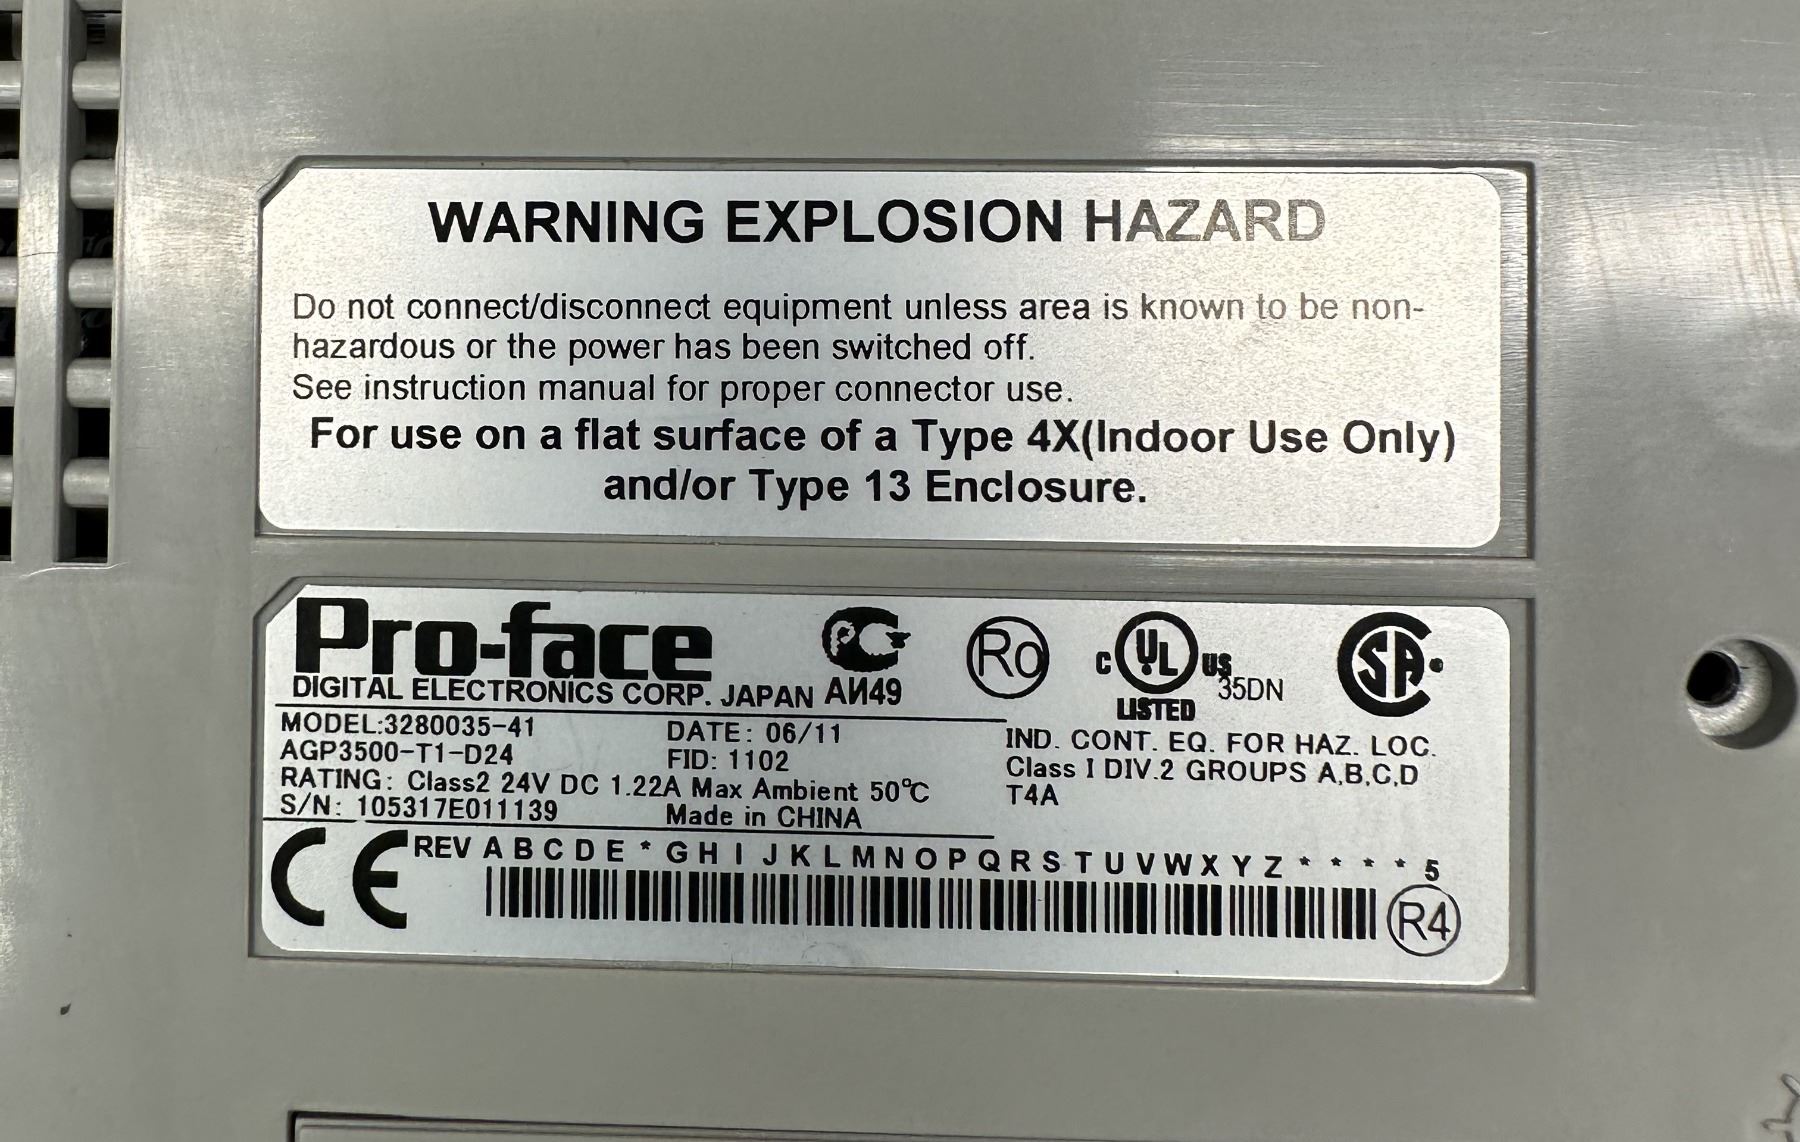 WARNING EXPLOSION HAZARD
Do not connect/disconnect equipment unless area is known to be non-
hazardous or the power has been switched off.
See instruction manual for proper connector use.
For use on a flat surface of a Type 4X(Indoor Use Only)
and/or Type 13 Enclosure.
Pro-face
DIGITAL ELECTRONICS CORP. JAPAN
РС
АИ49
Ro
C UL US
LISTED
35DN
SA
MODEL:3280035-41
DATE: 06/11
AGP3500-T1-D24
FID: 1102
RATING: Class2 24V DC 1.22A Max Ambient 50℃
S/N: 105317E011139
Made in CHINA
IND. CONT. EQ. FOR HAZ. LOC.
Class I DIV.2 GROUPS A,B,C,D
T4A
CE
REV A B C D E * G H I J K L M N O P Q R S T U V W X Y Z * * * * 5
R4